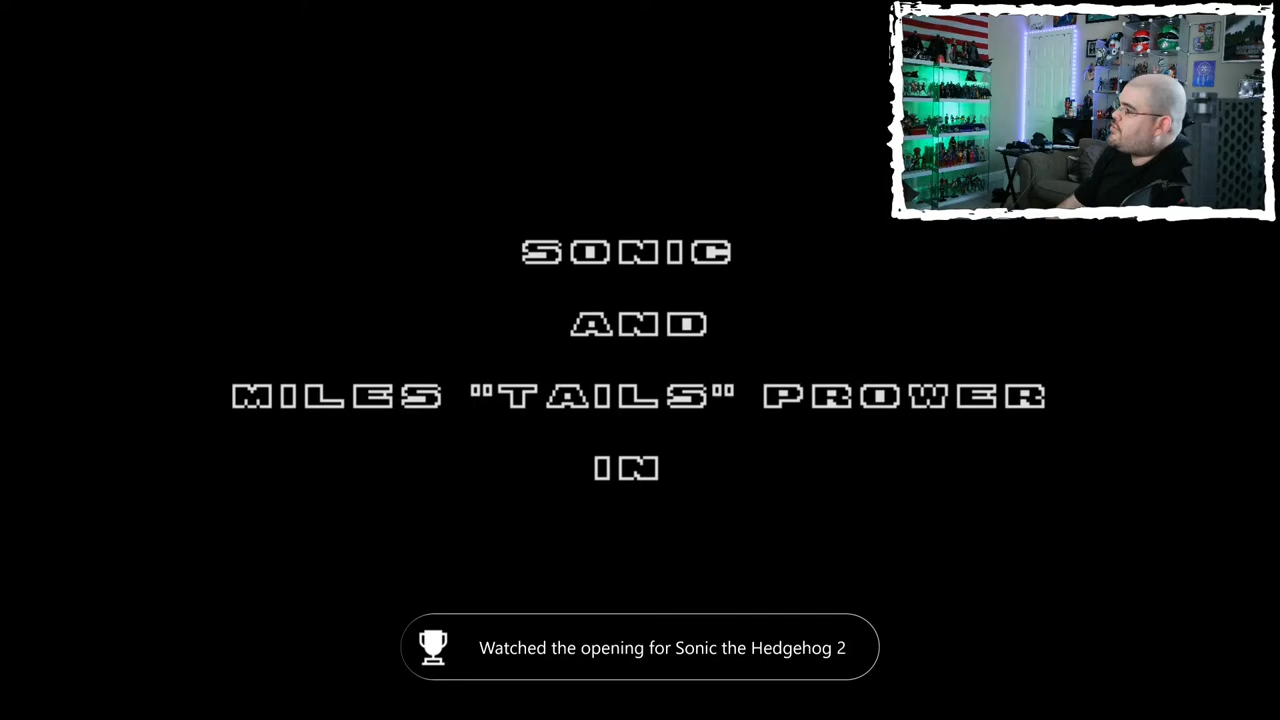 SONIC
AND
MILES "TAILS" PROWER
IN
Watched the opening for Sonic the Hedgehog 2